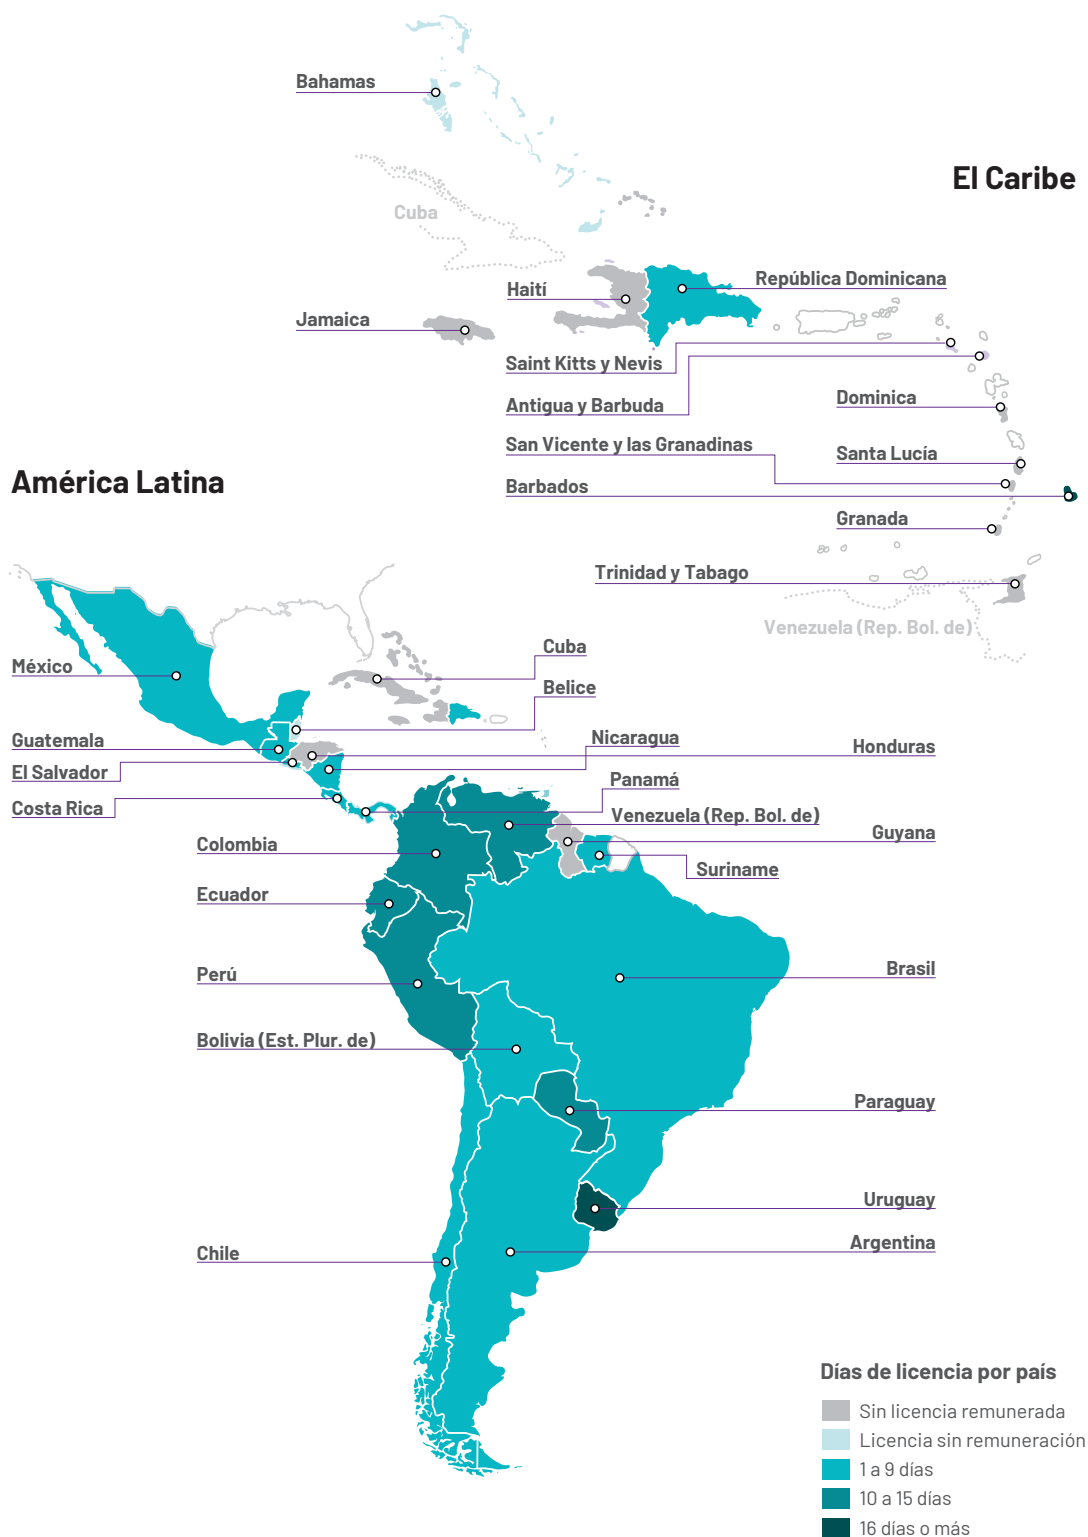 Bahamas
El Caribe
Cuba
República Dominicana
Haití
Jamaica
Saint Kitts y Nevis
Antigua y Barbuda
Dominica
San Vicente y las Granadinas
Santa Lucía
Barbados
Granada
Trinidad y Tabago
Venezuela (Rep. Bol. de)
América Latina
México
Cuba
Belice
Guatemala
Nicaragua
Honduras
El Salvador
Panamá
Costa Rica
Venezuela (Rep. Bol. de)
Guyana
Colombia
Suriname
Ecuador
Brasil
Perú
Bolivia (Est. Plur. de)
Paraguay
Uruguay
Argentina
Chile
Días de licencia por país
Sin licencia remunerada
Licencia sin remuneración
1 a 9 días
10 a 15 días
16 días o más